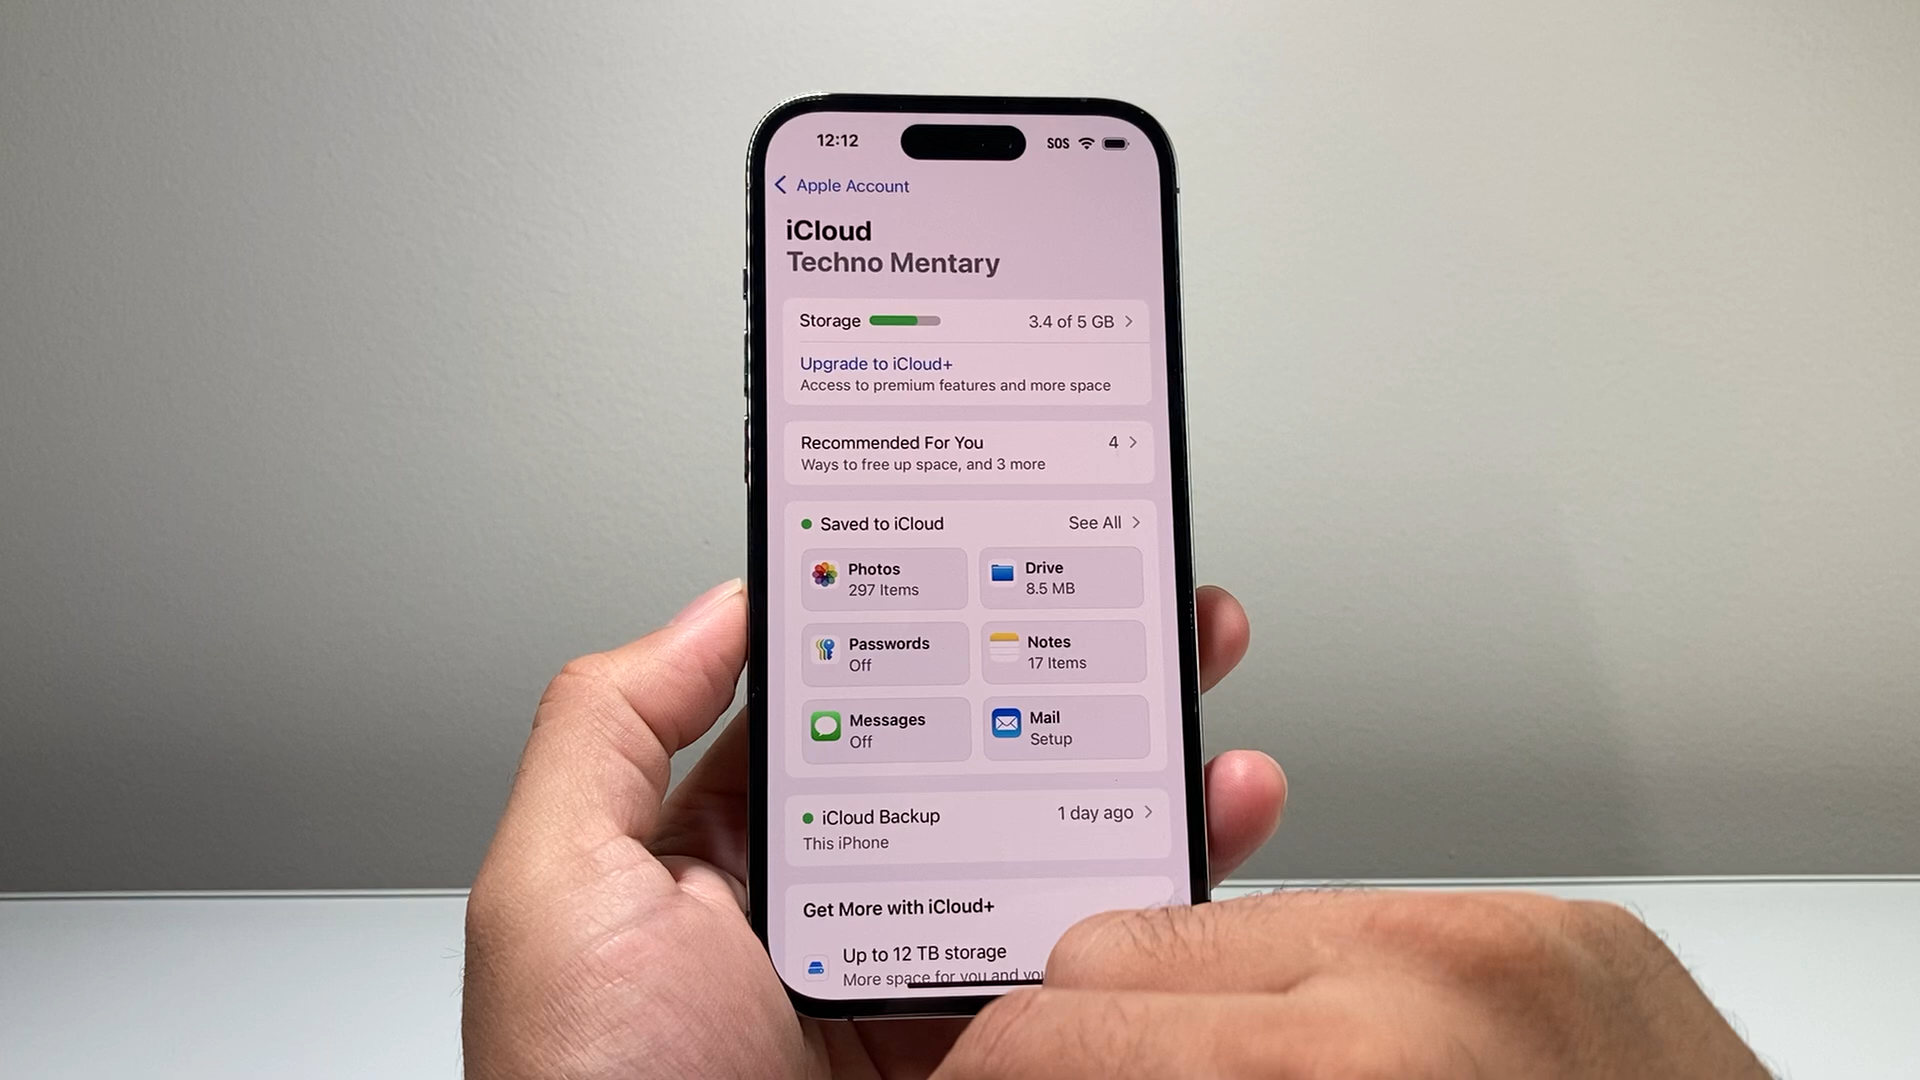 12:12
SOS
Apple Account
iCloud
Techno Mentary
Storage 3.4 of 5 GB
Upgrade to iCloud+
Access to premium features and more space
Recommended For You 4
Ways to free up space, and 3 more
Saved to iCloud See All
Photos
297 Items
Drive
8.5 MB
Passwords
Off
Notes
17 Items
Messages
Off
Mail
Setup
iCloud Backup 1 day ago
This iPhone
Get More with iCloud+
Up to 12 TB storage
More space for you and